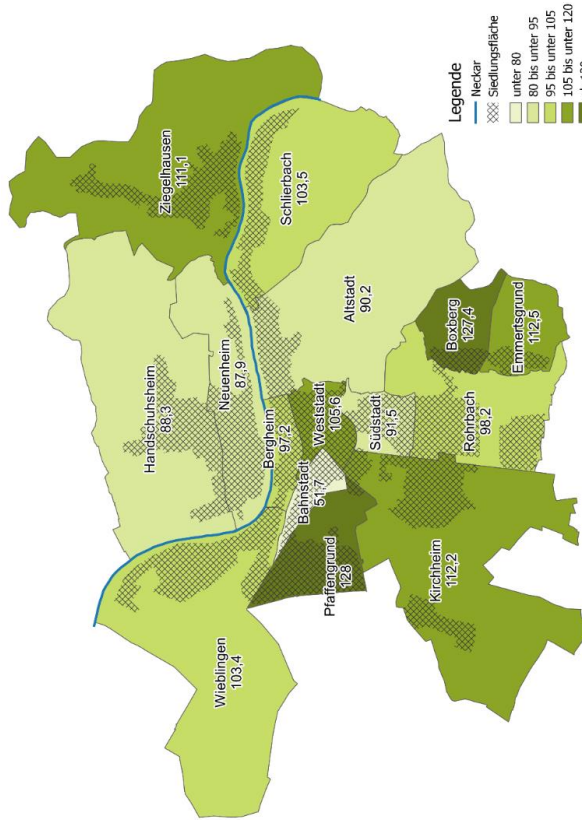 Ziegelhausen
111,1
Handschuhsheim
88,3
Neuenheim
87,9
Schlierbach
103,5
Wieblingen
103,4
Bergheim
97,2
Altstadt
90,2
Weststadt
105,6
Bahnstadt
51,7
Südstadt
91,5
Pfaffengrund
128
Boxberg
127,4
Emmertsgrund
112,5
Rohrbach
98,2
Kirchheim
112,2
Legende
Neckar
Siedlungsfläche
unter 80
80 bis unter 95
95 bis unter 105
105 bis unter 120